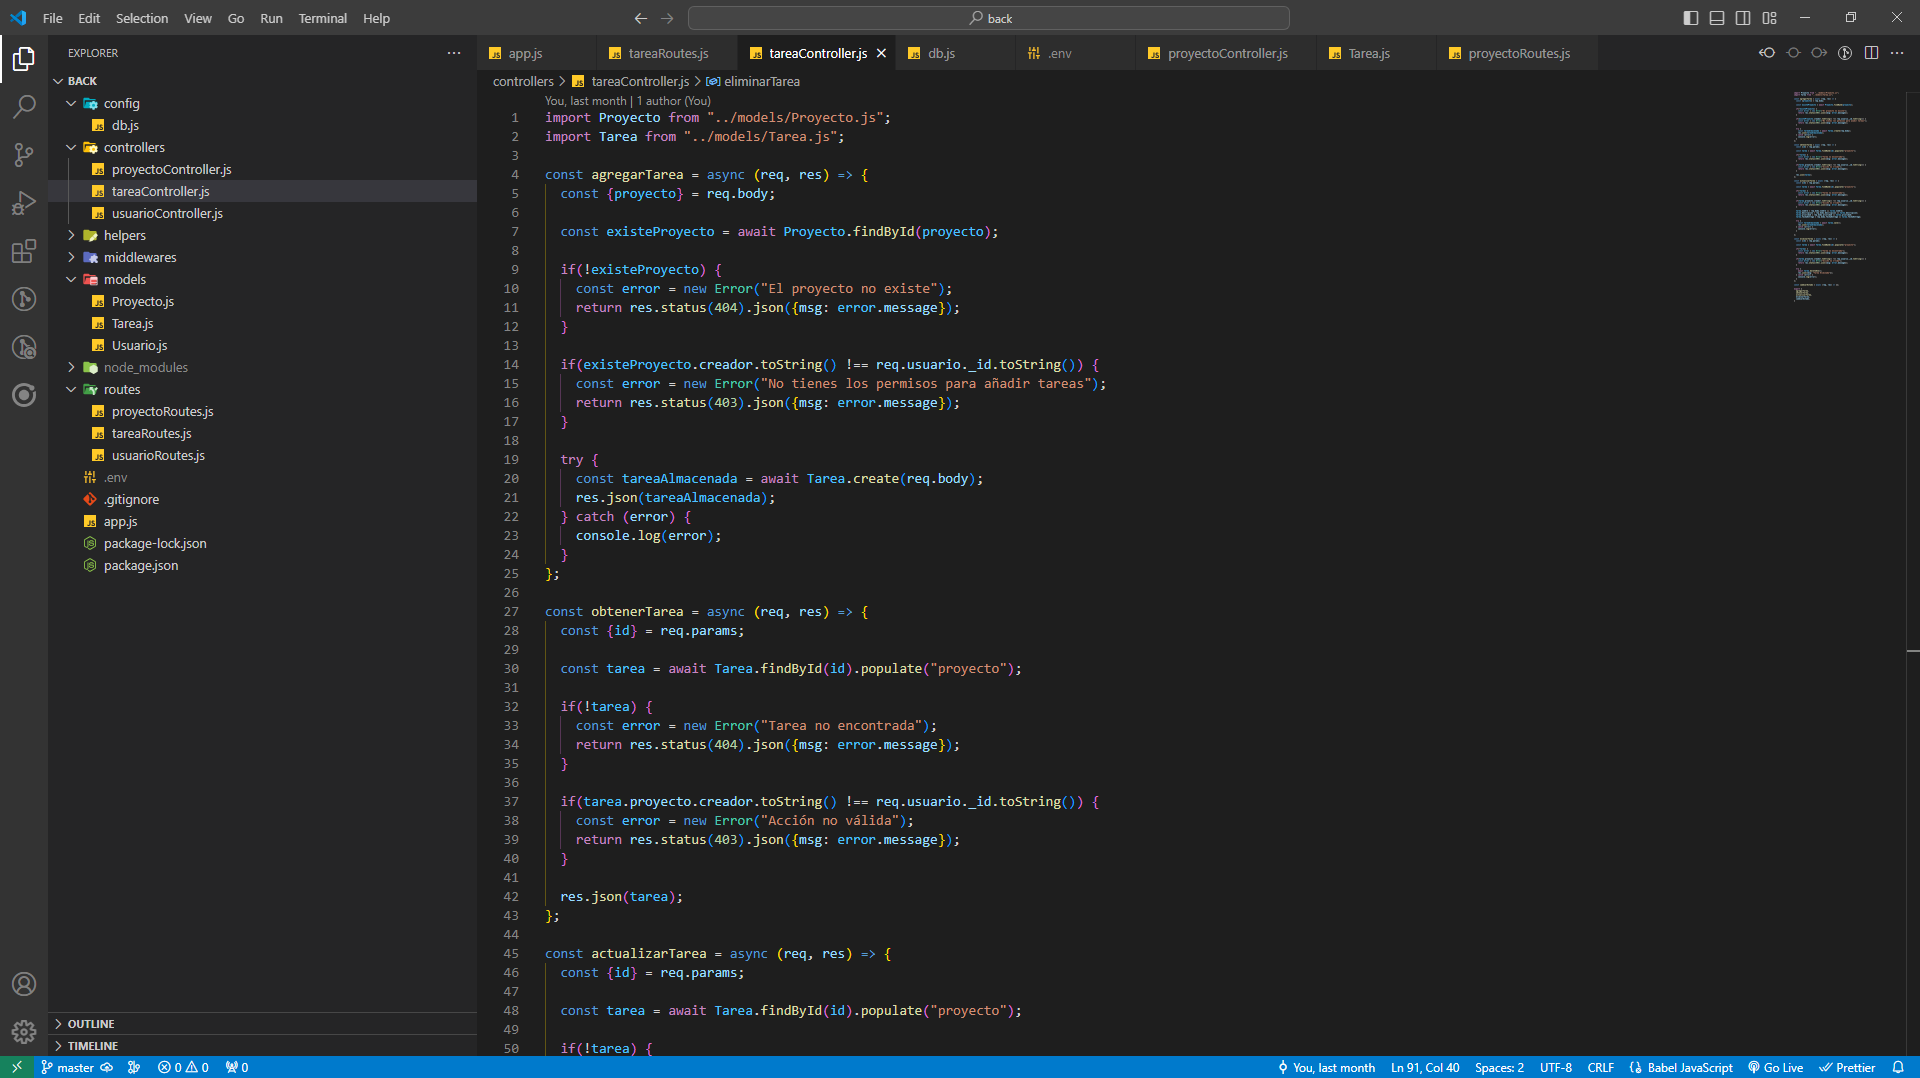 File Edit Selection View Go Run Terminal Help
back
EXPLORER
BACK
config
db.js
controllers
proyectoController.js
tareaController.js
usuarioController.js
helpers
middlewares
models
Proyecto.js
Tarea.js
Usuario.js
node_modules
routes
proyectoRoutes.js
tareaRoutes.js
usuarioRoutes.js
.env
.gitignore
app.js
package-lock.json
package.json
OUTLINE
TIMELINE
app.js tareaRoutes.js tareaController.js db.js .env proyectoController.js Tarea.js proyectoRoutes.js
controllers > tareaController.js > eliminarTarea
You, last month | 1 author (You)
1 import Proyecto from "../models/Proyecto.js";
2 import Tarea from "../models/Tarea.js";
3
4 const agregarTarea = async (req, res) => {
5 const {proyecto} = req.body;
6
7 const existeProyecto = await Proyecto.findById(proyecto);
8
9 if(!existeProyecto) {
10 const error = new Error("El proyecto no existe");
11 return res.status(404).json({msg: error.message});
12 }
13
14 if(existeProyecto.creador.toString() !== req.usuario._id.toString()) {
15 const error = new Error("No tienes los permisos para añadir tareas");
16 return res.status(403).json({msg: error.message});
17 }
18
19 try {
20 const tareaAlmacenada = await Tarea.create(req.body);
21 res.json(tareaAlmacenada);
22 } catch (error) {
23 console.log(error);
24 }
25 };
26
27 const obtenerTarea = async (req, res) => {
28 const {id} = req.params;
29
30 const tarea = await Tarea.findById(id).populate("proyecto");
31
32 if(!tarea) {
33 const error = new Error("Tarea no encontrada");
34 return res.status(404).json({msg: error.message});
35 }
36
37 if(tarea.proyecto.creador.toString() !== req.usuario._id.toString()) {
38 const error = new Error("Acción no válida");
39 return res.status(403).json({msg: error.message});
40 }
41
42 res.json(tarea);
43 };
44
45 const actualizarTarea = async (req, res) => {
46 const {id} = req.params;
47
48 const tarea = await Tarea.findById(id).populate("proyecto");
49
50 if(!tarea) {
master 0 0 0 You, last month Ln 91, Col 40 Spaces: 2 UTF-8 CRLF Babel JavaScript Go Live Prettier